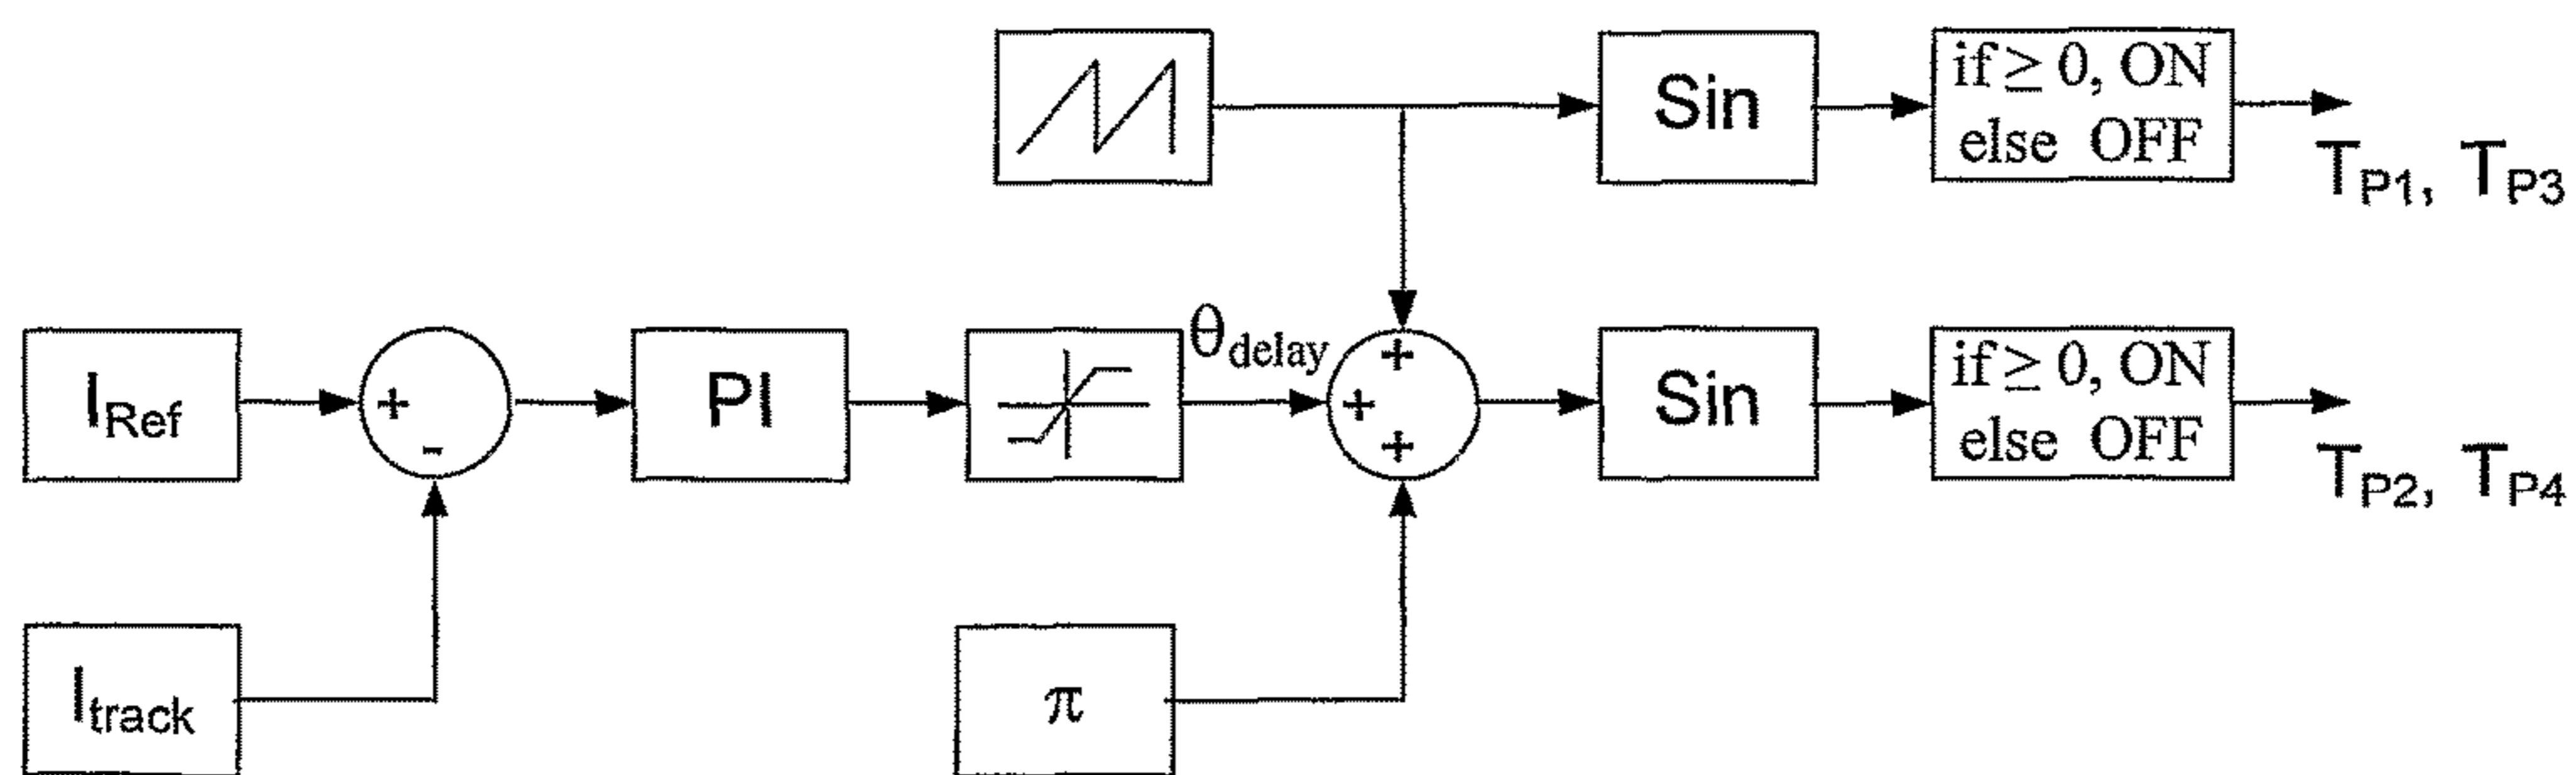 Sin
if ≥ 0, ON
else OFF
T_P1, T_P3
I_Ref
+
-
PI
θ_delay
+
+
+
Sin
if ≥ 0, ON
else OFF
T_P2, T_P4
I_track
π